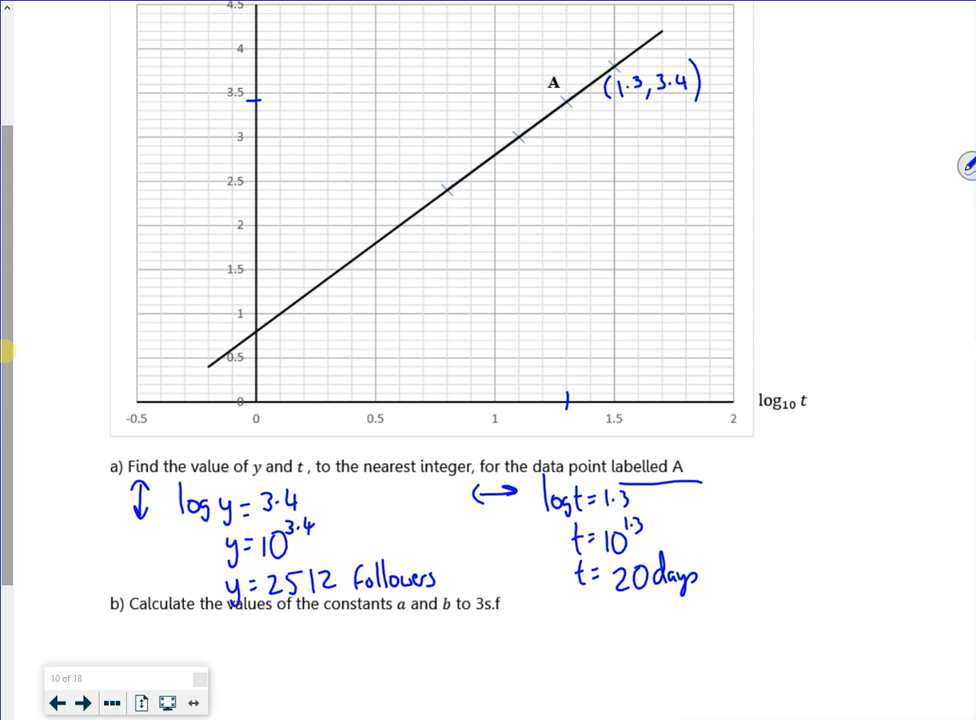 4.5
4
A
(1.3, 3.4)
3.5
3
2.5
2
1.5
1
0.5
0
-0.5 0 0.5 1 1.5 2
log10 t
a) Find the value of y and t , to the nearest integer, for the data point labelled A
log y = 3.4
y = 10^3.4
y = 2512 followers
log t = 1.3
t = 10^1.3
t = 20 days
b) Calculate the values of the constants a and b to 3s.f
10 of 18